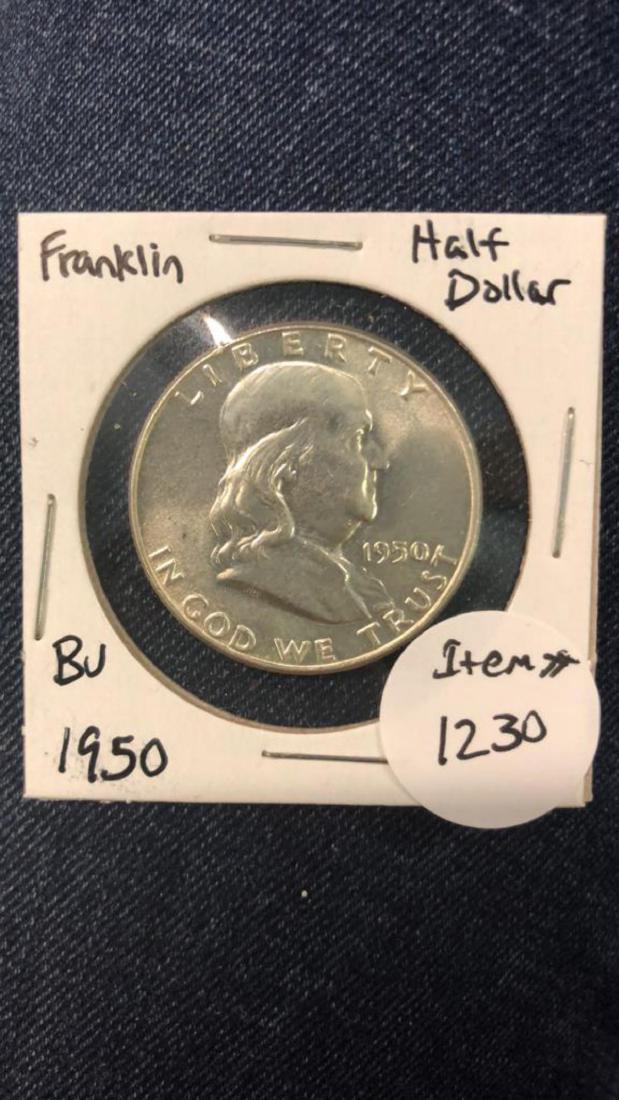 Franklin
Half
Dollar
LIBERTY
1950
IN GOD WE TRUST
BU
1950
Item #
1230